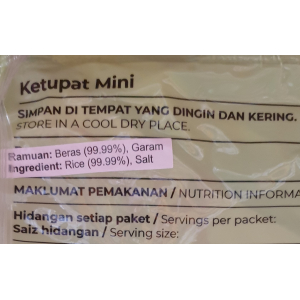 Ketupat Mini
SIMPAN DI TEMPAT YANG DINGIN DAN KERING.
STORE IN A COOL DRY PLACE.
Ramuan: Beras (99.99%), Garam
Ingredient: Rice (99.99%), Salt
MAKLUMAT PEMAKANAN / NUTRITION INFORMA
Hidangan setiap paket / Servings per packet:
Saiz hidangan / Serving size: